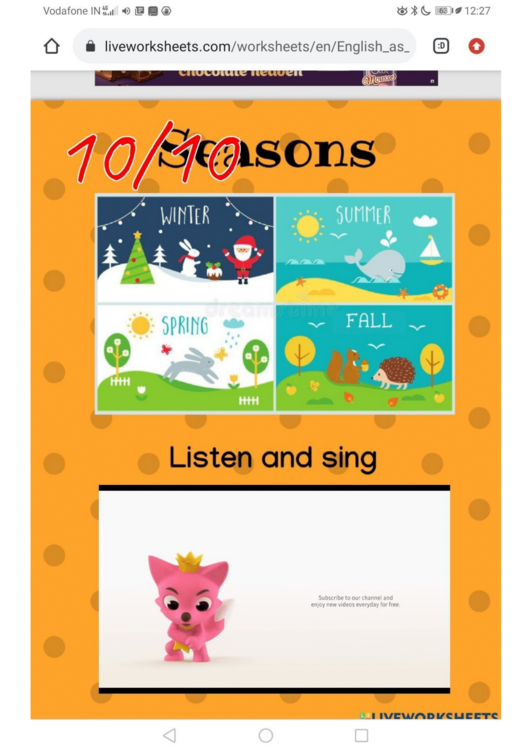 Vodafone IN 12:27
liveworksheets.com/worksheets/en/English_as_
chocolate heaven
Seasons
10/10
WINTER
SUMMER
SPRING
FALL
Listen and sing
Subscribe to our channel and
enjoy new videos everyday for free.
LIVEWORKSHEETS